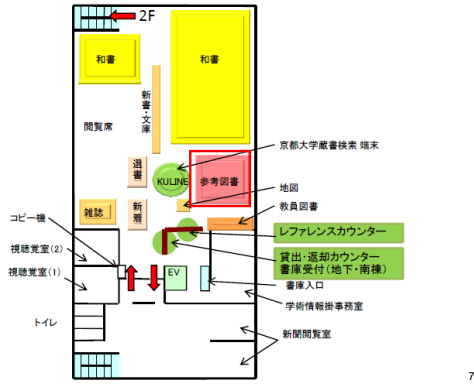 2F
和書
和書
新書・文庫
閲覧席
選書
KULINE
参考図書
京都大学蔵書検索 端末
地図
雑誌
新着
教員図書
コピー機
レファレンスカウンター
視聴覚室(2)
貸出・返却カウンター
書庫受付(地下・南棟)
視聴覚室(1)
EV
書庫入口
学術情報掛事務室
トイレ
新聞閲覧室
7